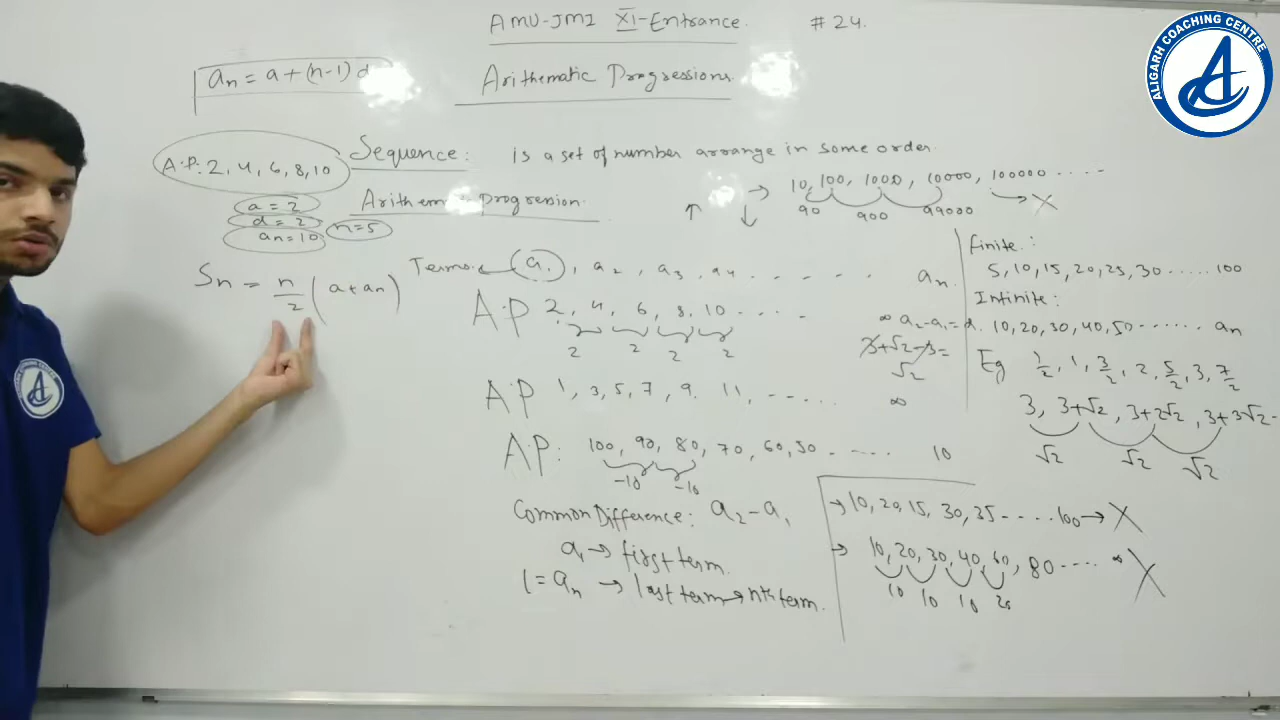 AMU-JMI XI-Entrance. # 24.
Arithematic Progressions.
an = a+(n-1) d
Sequence: is a set of number arrange in some order.
A.P: 2, 4, 6, 8, 10
a = 2
d = 2
an = 10
n=5
Arithem progression.
→ 10, 100, 1000, 10000, 100000 ....
90 900 99000 → X
↑ ↓
Sn = n/2 (a+an)
Terms. a1, a2, a3, a4 . . . . . . an.
A.P 2, 4, 6, 8, 10 . . . . ∞
2 2 2 2
a2-a1=d.
3+√2-3=
√2
A.P 1, 3, 5, 7, 9. 11, ------. ∞
A.P: 100, 90, 80, 70, 60, 50 ...... 10
-10 -10
Common Difference: a2-a1
a1 → first term.
l = an → last term → nth term.
finite.:
5, 10, 15, 20, 25, 30 ..... 100
Infinite:
10, 20, 30, 40, 50 ...... an
Eg 1/2, 1, 3/2, 2, 5/2, 3, 7/2
3, 3+√2, 3+2√2, 3+3√2-
√2 √2 √2
→ 10, 20, 15, 30, 35 ..... 100 → X
→ 10, 20, 30, 40, 60, 80 .... ∞ X
10 10 10 20
ALIGARH COACHING CENTRE